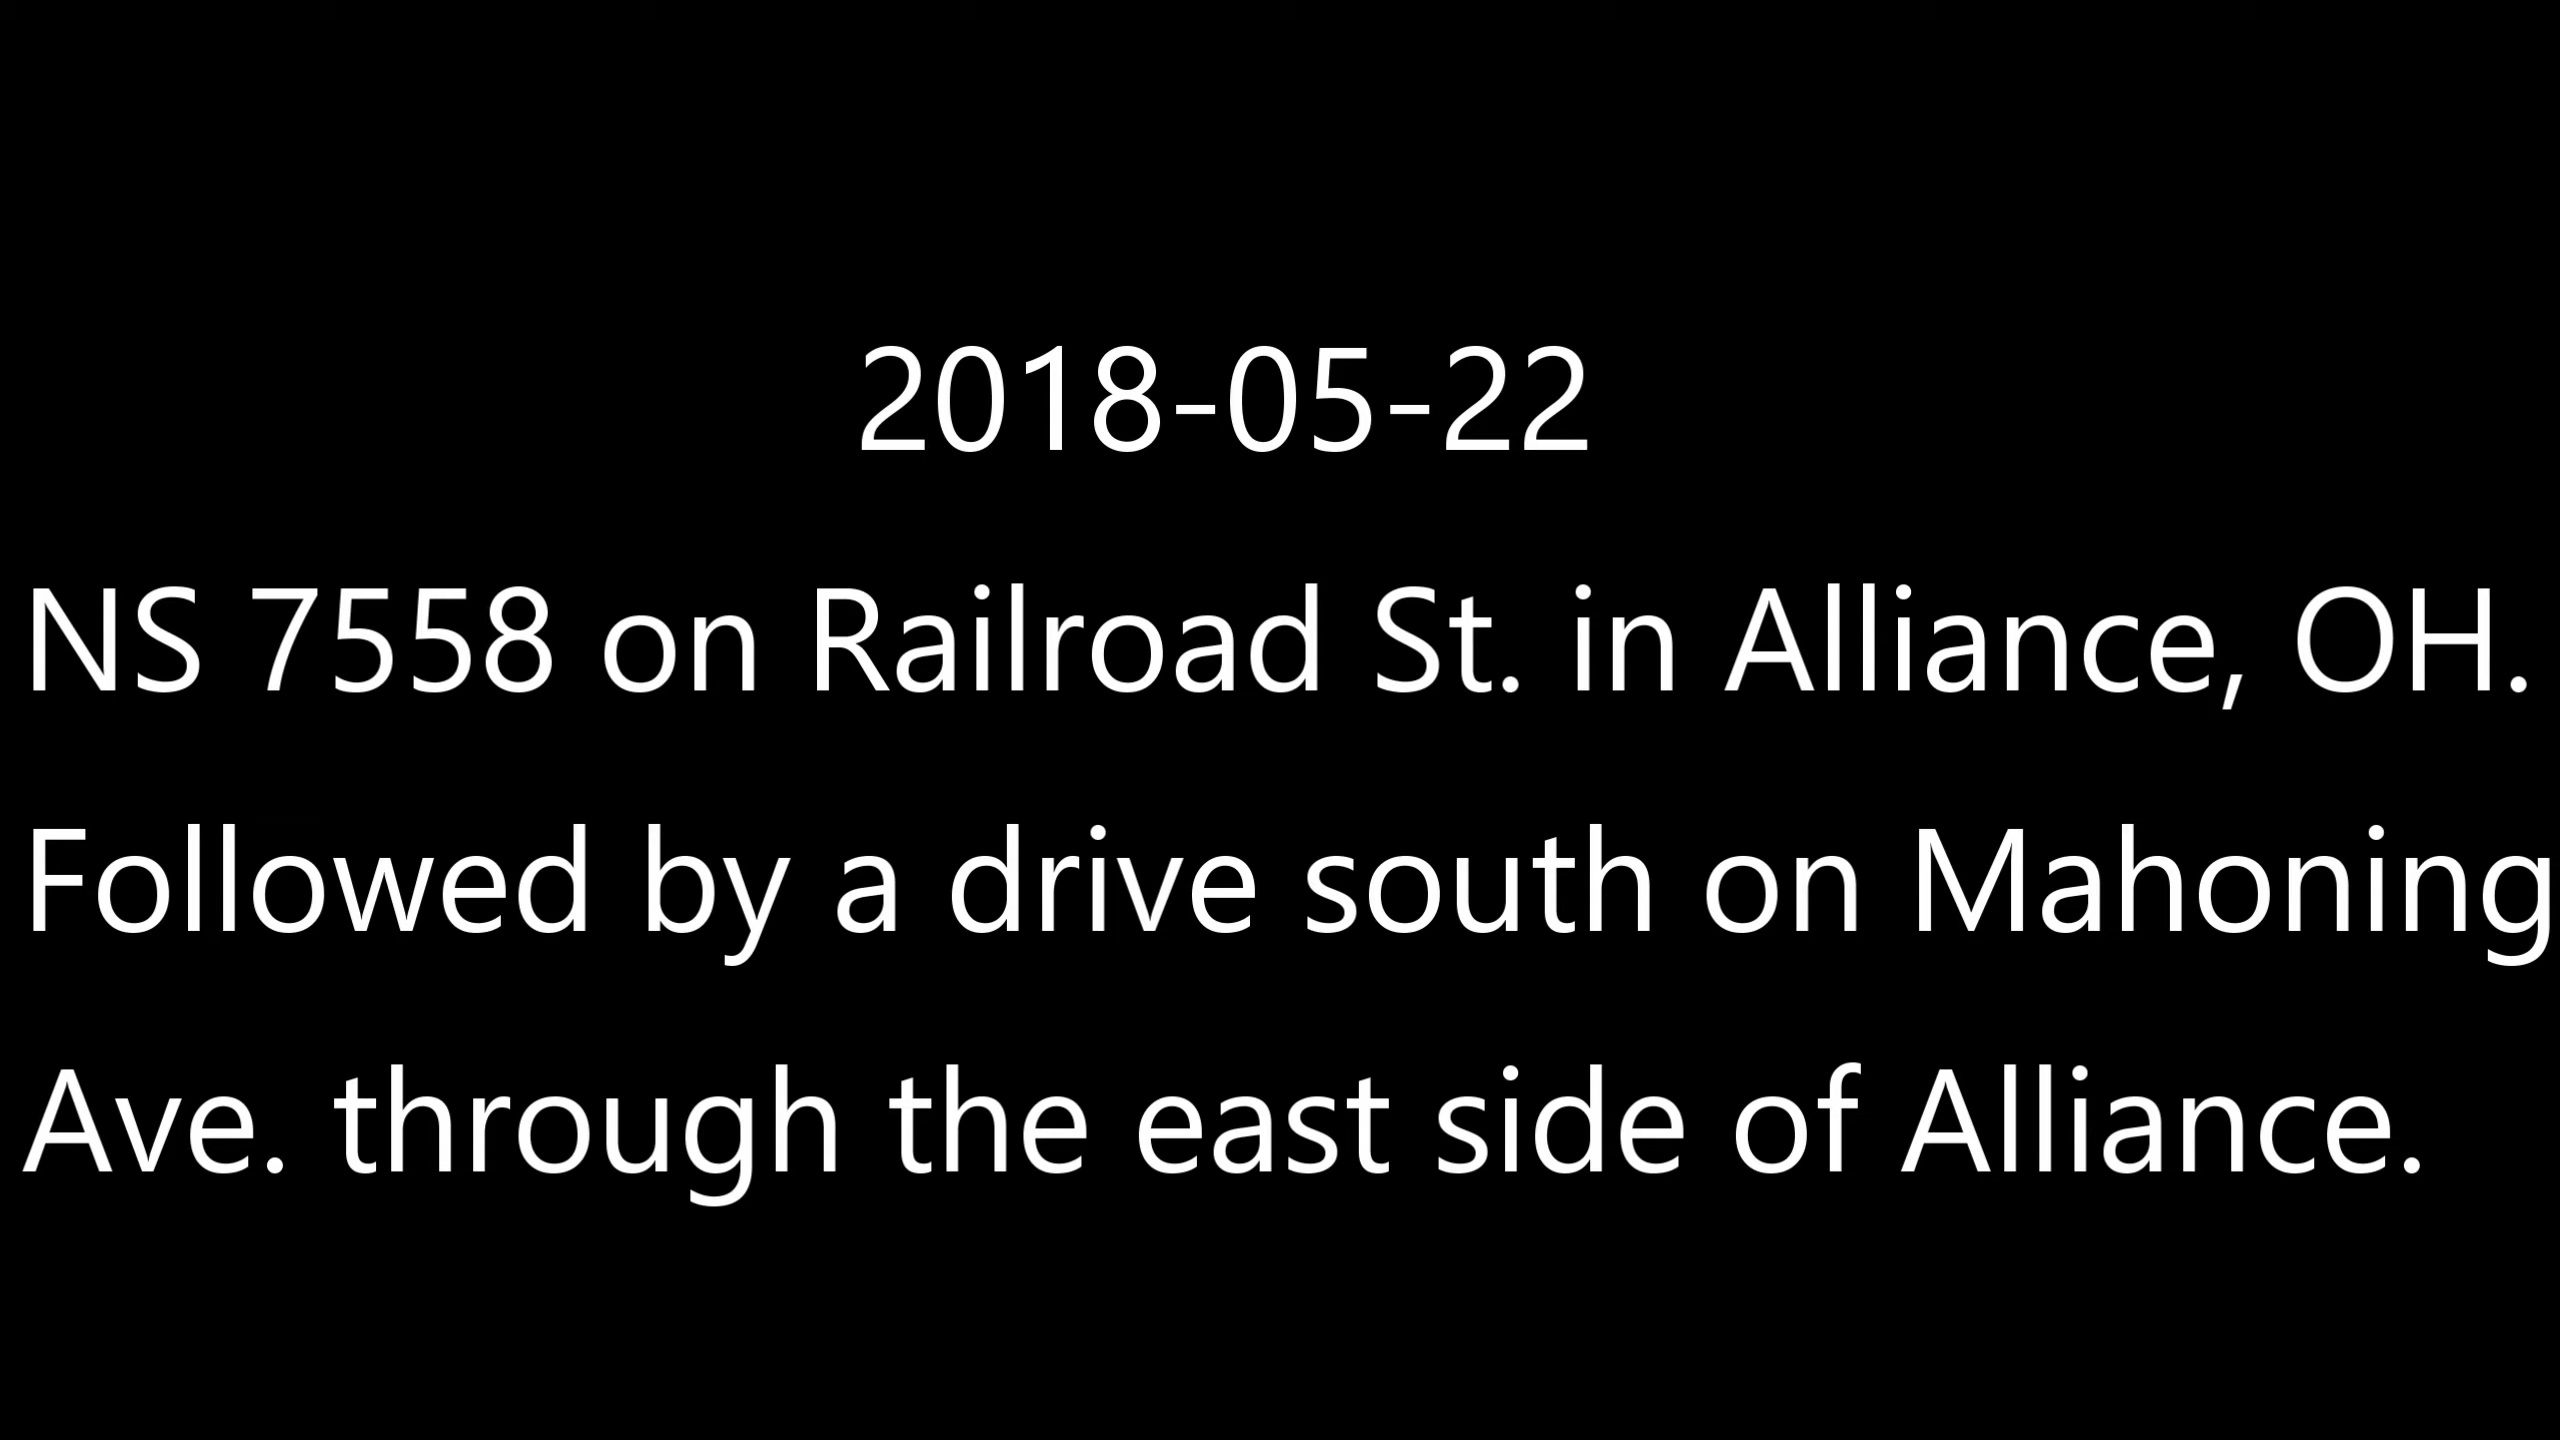 2018-05-22
NS 7558 on Railroad St. in Alliance, OH.
Followed by a drive south on Mahoning
Ave. through the east side of Alliance.